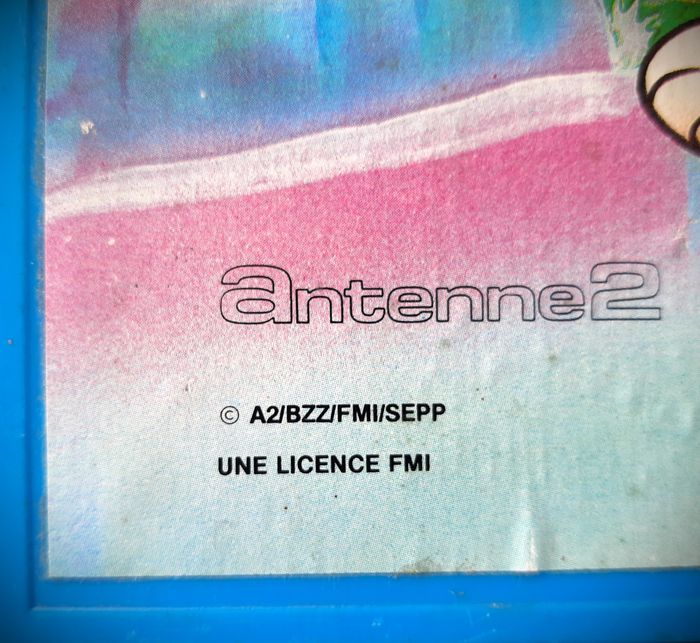 antenne2
© A2/BZZ/FMI/SEPP
UNE LICENCE FMI